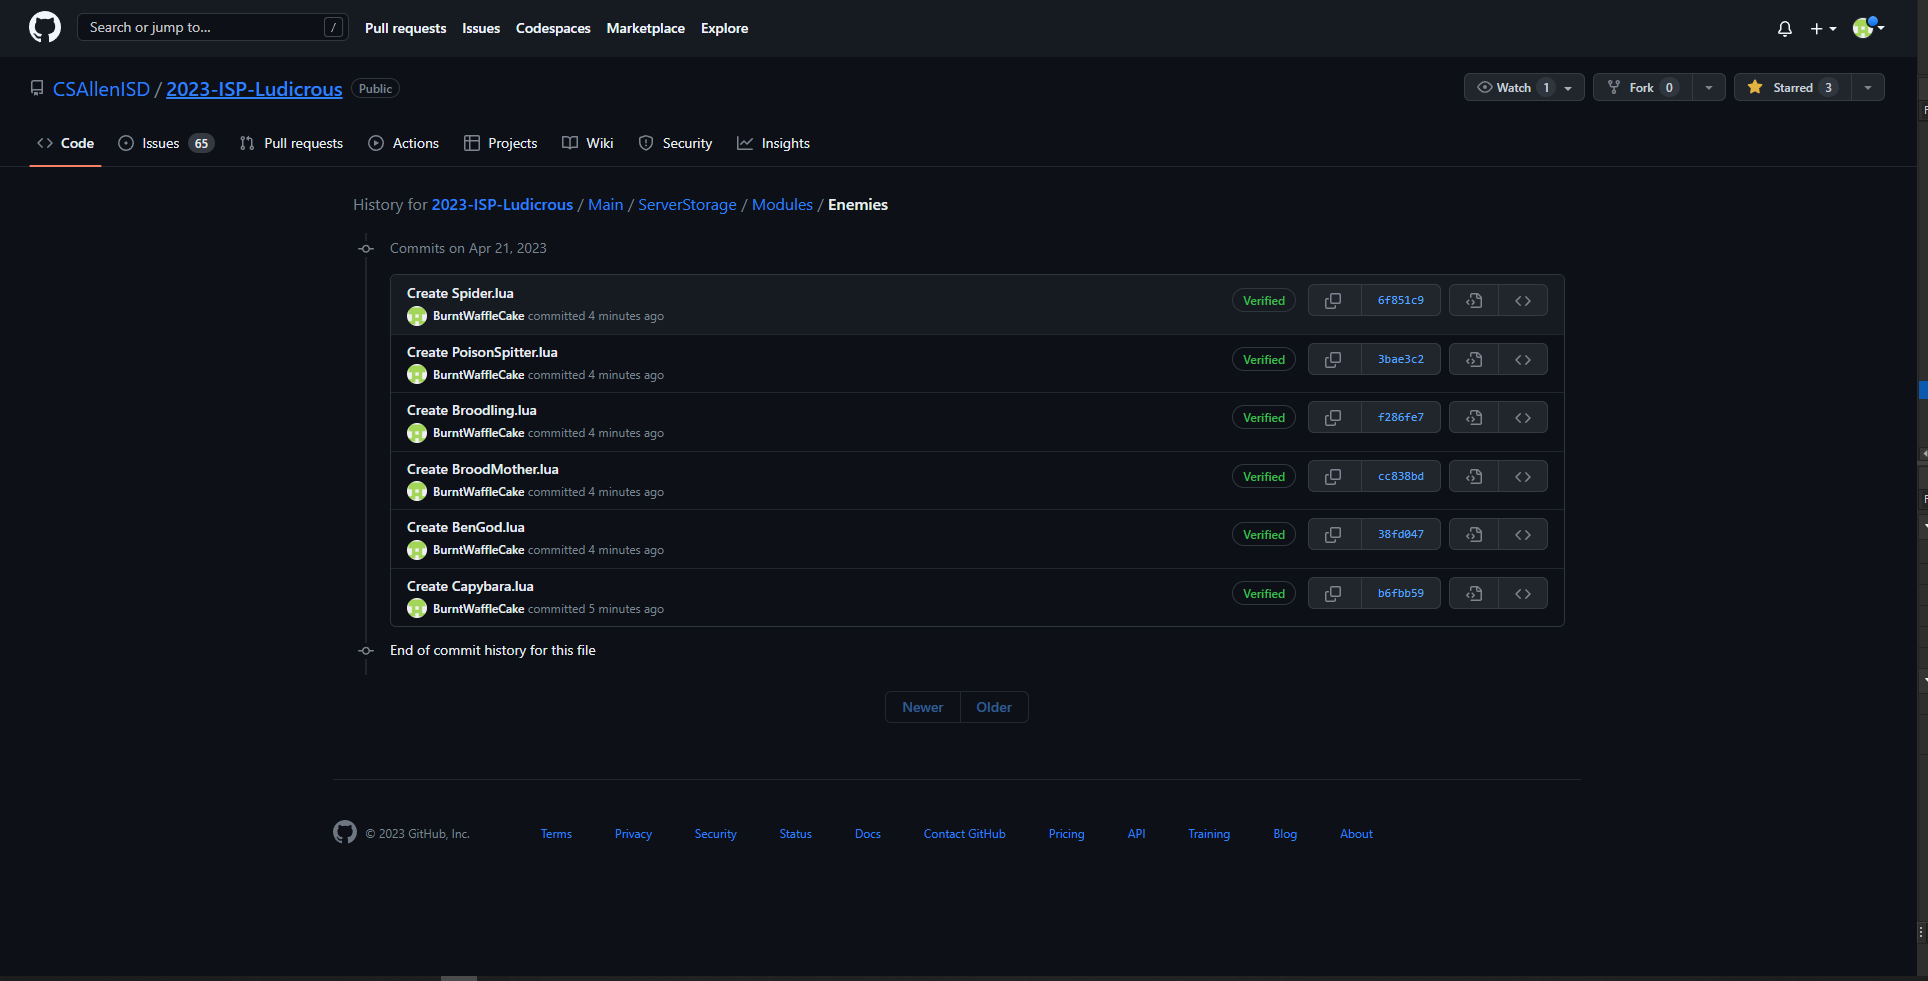 Search or jump to... / Pull requests Issues Codespaces Marketplace Explore
CSAllenISD / 2023-ISP-Ludicrous Public Watch 1 Fork 0 Starred 3
Code Issues 65 Pull requests Actions Projects Wiki Security Insights
History for 2023-ISP-Ludicrous / Main / ServerStorage / Modules / Enemies
Commits on Apr 21, 2023
Create Spider.lua
BurntWaffleCake committed 4 minutes ago
Verified 6f851c9
Create PoisonSpitter.lua
BurntWaffleCake committed 4 minutes ago
Verified 3bae3c2
Create Broodling.lua
BurntWaffleCake committed 4 minutes ago
Verified f286fe7
Create BroodMother.lua
BurntWaffleCake committed 4 minutes ago
Verified cc838bd
Create BenGod.lua
BurntWaffleCake committed 4 minutes ago
Verified 38fd047
Create Capybara.lua
BurntWaffleCake committed 5 minutes ago
Verified b6fbb59
End of commit history for this file
Newer Older
© 2023 GitHub, Inc. Terms Privacy Security Status Docs Contact GitHub Pricing API Training Blog About